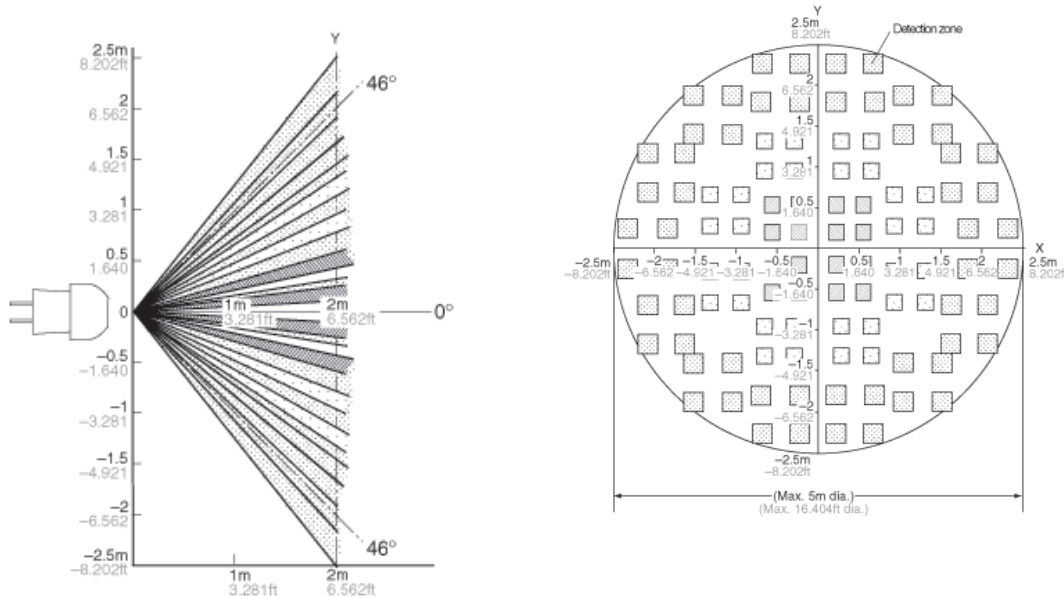 Y
2.5m
8.202ft
46°
2
6.562
1.5
4.921
1
3.281
0.5
1.640
0
1m
3.281ft
2m
6.562ft
0°
–0.5
–1.640
–1
–3.281
–1.5
–4.921
–2
–6.562
46°
–2.5m
–8.202ft
1m
3.281ft
2m
6.562ft
Y
2.5m
8.202ft
Detection zone
2
6.562
1.5
4.921
1
3.281
0.5
1.640
X
–2.5m –2 –1.5 –1 –0.5 0.5 1 1.5 2 2.5m
–8.202ft –6.562 –4.921 –3.281 –1.640 1.640 3.281 4.921 6.562 8.202ft
–0.5
–1.640
–1
–3.281
–1.5
–4.921
–2
–6.562
–2.5m
–8.202ft
(Max. 5m dia.)
(Max. 16.404ft dia.)